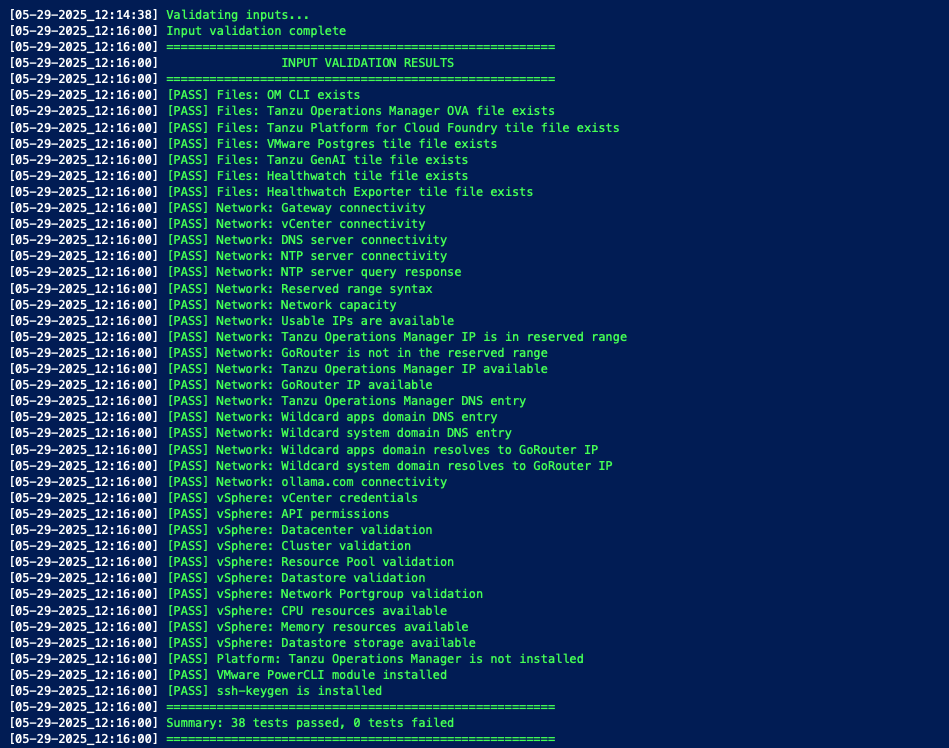 [05-29-2025_12:14:38] Validating inputs...
[05-29-2025_12:16:00] Input validation complete
[05-29-2025_12:16:00] ======================================================
[05-29-2025_12:16:00]                 INPUT VALIDATION RESULTS
[05-29-2025_12:16:00] ======================================================
[05-29-2025_12:16:00] [PASS] Files: OM CLI exists
[05-29-2025_12:16:00] [PASS] Files: Tanzu Operations Manager OVA file exists
[05-29-2025_12:16:00] [PASS] Files: Tanzu Platform for Cloud Foundry tile file exists
[05-29-2025_12:16:00] [PASS] Files: VMware Postgres tile file exists
[05-29-2025_12:16:00] [PASS] Files: Tanzu GenAI tile file exists
[05-29-2025_12:16:00] [PASS] Files: Healthwatch tile file exists
[05-29-2025_12:16:00] [PASS] Files: Healthwatch Exporter tile file exists
[05-29-2025_12:16:00] [PASS] Network: Gateway connectivity
[05-29-2025_12:16:00] [PASS] Network: vCenter connectivity
[05-29-2025_12:16:00] [PASS] Network: DNS server connectivity
[05-29-2025_12:16:00] [PASS] Network: NTP server connectivity
[05-29-2025_12:16:00] [PASS] Network: NTP server query response
[05-29-2025_12:16:00] [PASS] Network: Reserved range syntax
[05-29-2025_12:16:00] [PASS] Network: Network capacity
[05-29-2025_12:16:00] [PASS] Network: Usable IPs are available
[05-29-2025_12:16:00] [PASS] Network: Tanzu Operations Manager IP is in reserved range
[05-29-2025_12:16:00] [PASS] Network: GoRouter is not in the reserved range
[05-29-2025_12:16:00] [PASS] Network: Tanzu Operations Manager IP available
[05-29-2025_12:16:00] [PASS] Network: GoRouter IP available
[05-29-2025_12:16:00] [PASS] Network: Tanzu Operations Manager DNS entry
[05-29-2025_12:16:00] [PASS] Network: Wildcard apps domain DNS entry
[05-29-2025_12:16:00] [PASS] Network: Wildcard system domain DNS entry
[05-29-2025_12:16:00] [PASS] Network: Wildcard apps domain resolves to GoRouter IP
[05-29-2025_12:16:00] [PASS] Network: Wildcard system domain resolves to GoRouter IP
[05-29-2025_12:16:00] [PASS] Network: ollama.com connectivity
[05-29-2025_12:16:00] [PASS] vSphere: vCenter credentials
[05-29-2025_12:16:00] [PASS] vSphere: API permissions
[05-29-2025_12:16:00] [PASS] vSphere: Datacenter validation
[05-29-2025_12:16:00] [PASS] vSphere: Cluster validation
[05-29-2025_12:16:00] [PASS] vSphere: Resource Pool validation
[05-29-2025_12:16:00] [PASS] vSphere: Datastore validation
[05-29-2025_12:16:00] [PASS] vSphere: Network Portgroup validation
[05-29-2025_12:16:00] [PASS] vSphere: CPU resources available
[05-29-2025_12:16:00] [PASS] vSphere: Memory resources available
[05-29-2025_12:16:00] [PASS] vSphere: Datastore storage available
[05-29-2025_12:16:00] [PASS] Platform: Tanzu Operations Manager is not installed
[05-29-2025_12:16:00] [PASS] VMware PowerCLI module installed
[05-29-2025_12:16:00] [PASS] ssh-keygen is installed
[05-29-2025_12:16:00] ======================================================
[05-29-2025_12:16:00] Summary: 38 tests passed, 0 tests failed
[05-29-2025_12:16:00] ======================================================